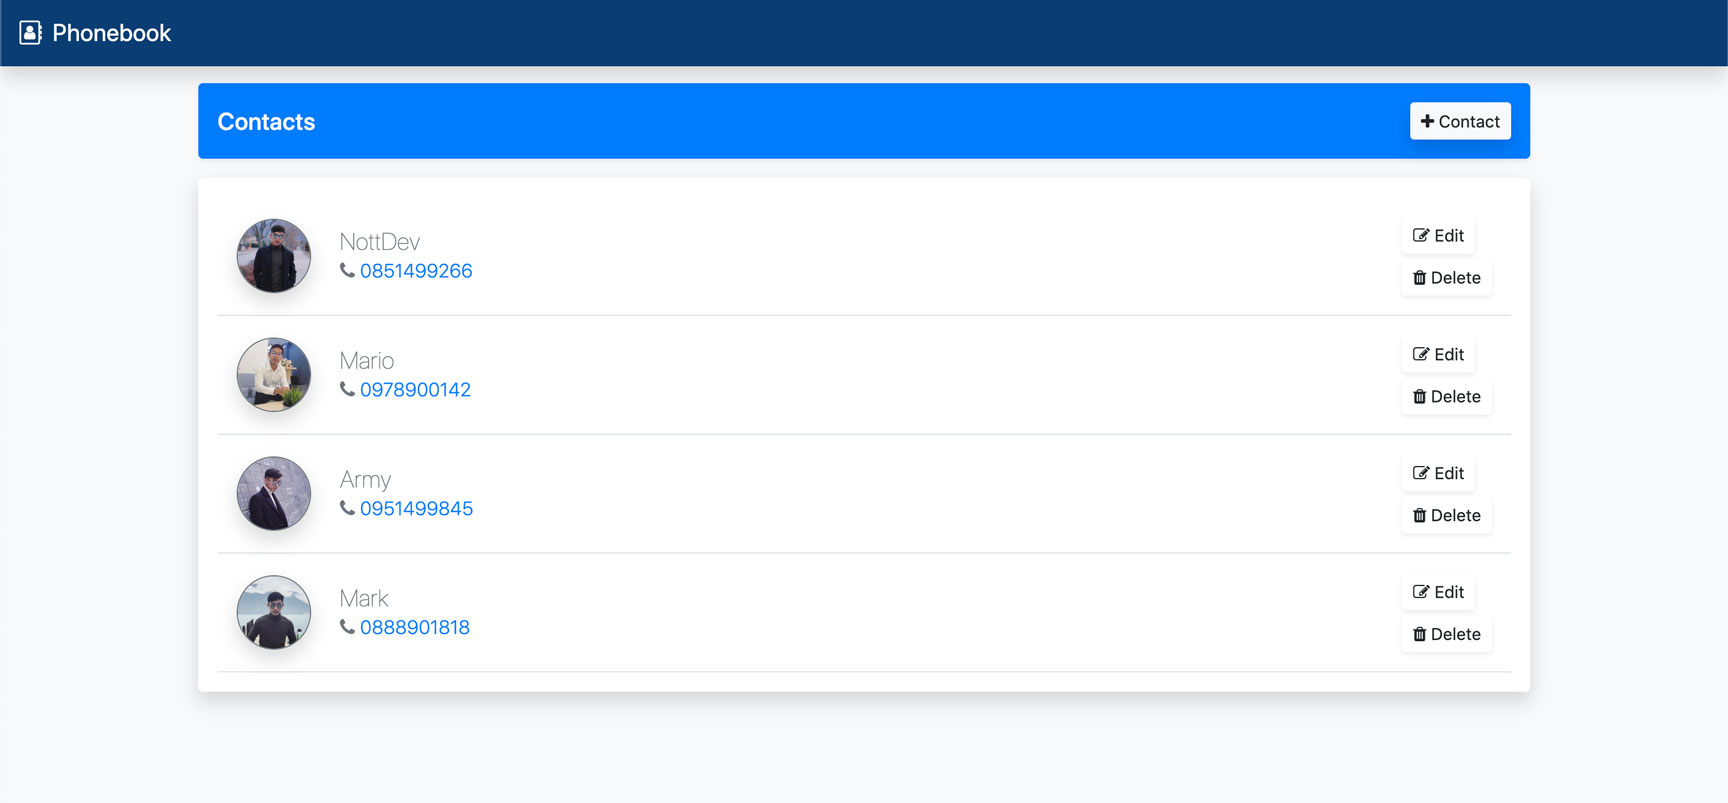 Phonebook
Contacts
Contact
NottDev
0851499266
Edit
Delete
Mario
0978900142
Edit
Delete
Army
0951499845
Edit
Delete
Mark
0888901818
Edit
Delete